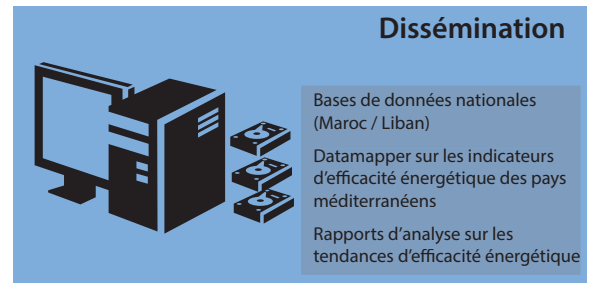 Dissémination
Bases de données nationales
(Maroc / Liban)
Datamapper sur les indicateurs
d'efficacité énergétique des pays
méditerranéens
Rapports d'analyse sur les
tendances d'efficacité énergétique